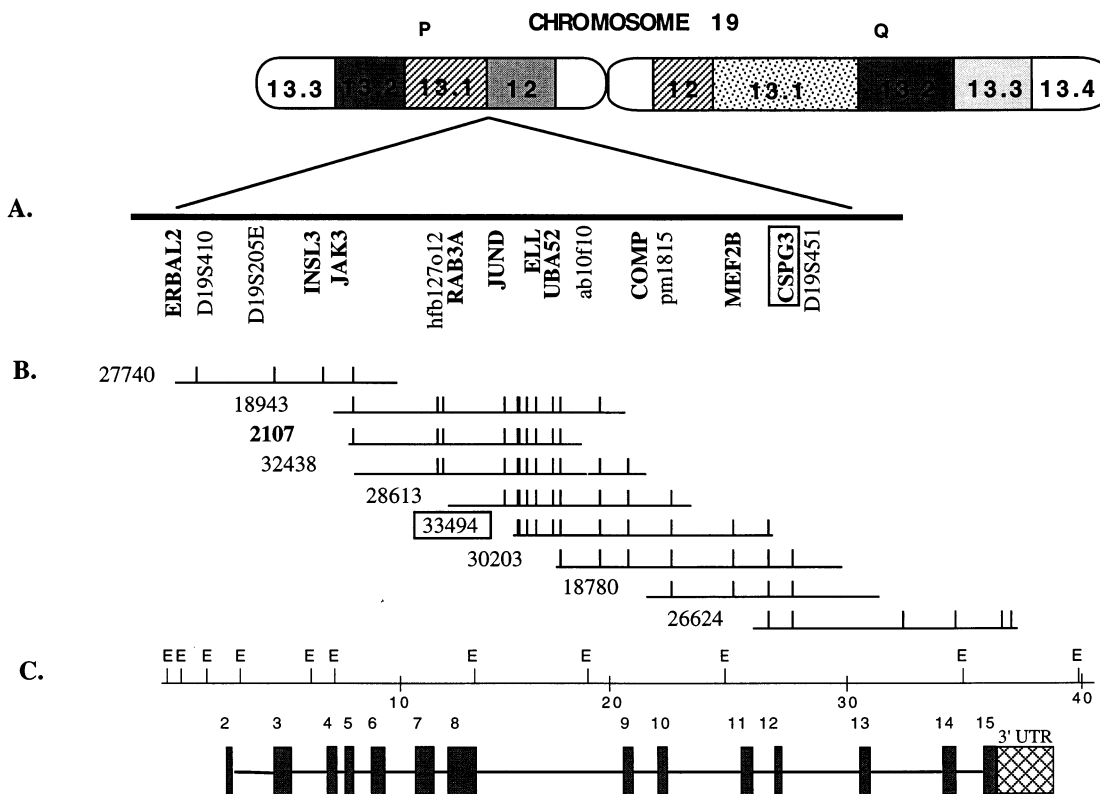 CHROMOSOME 19
P
Q
13.3 13.2 13.1 12 12 13.1 13.2 13.3 13.4
A.
ERBAL2
D19S410
D19S205E
INSL3
JAK3
hfb127o12
RAB3A
JUND
ELL
UBA52
ab10f10
COMP
pm1815
MEF2B
CSPG3
D19S451
B.
27740
18943
2107
32438
28613
33494
30203
18780
26624
C.
E E E E E E E E E E E
10 20 30 40
2 3 4 5 6 7 8 9 10 11 12 13 14 15 3' UTR